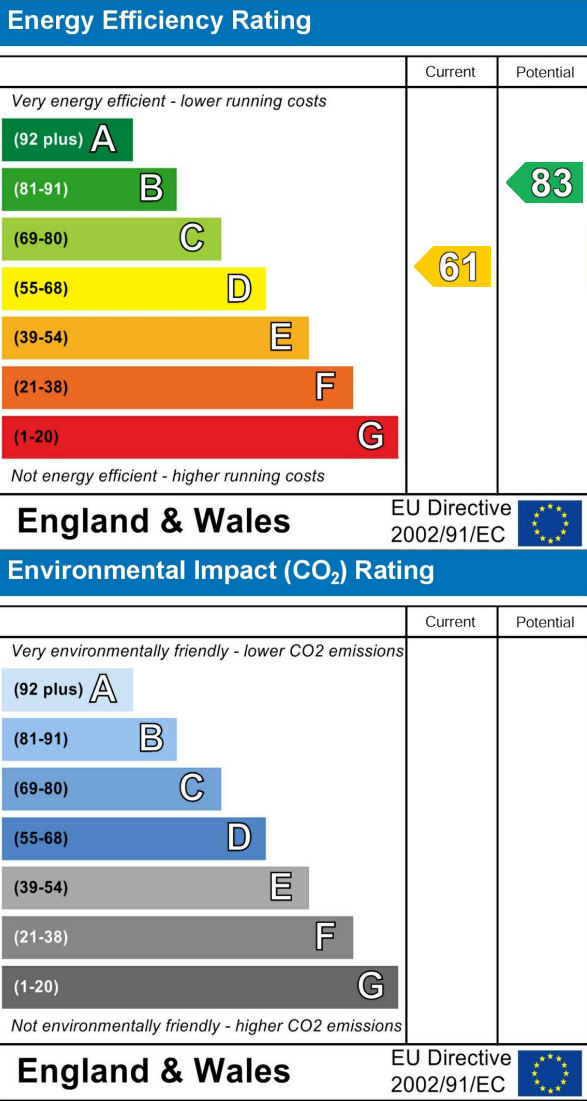 Energy Efficiency Rating
Current Potential
Very energy efficient - lower running costs
(92 plus) A
(81-91) B
83
(69-80) C
61
(55-68) D
(39-54) E
(21-38) F
(1-20) G
Not energy efficient - higher running costs
England & Wales
EU Directive
2002/91/EC
Environmental Impact (CO₂) Rating
Current Potential
Very environmentally friendly - lower CO2 emissions
(92 plus) A
(81-91) B
(69-80) C
(55-68) D
(39-54) E
(21-38) F
(1-20) G
Not environmentally friendly - higher CO2 emissions
England & Wales
EU Directive
2002/91/EC